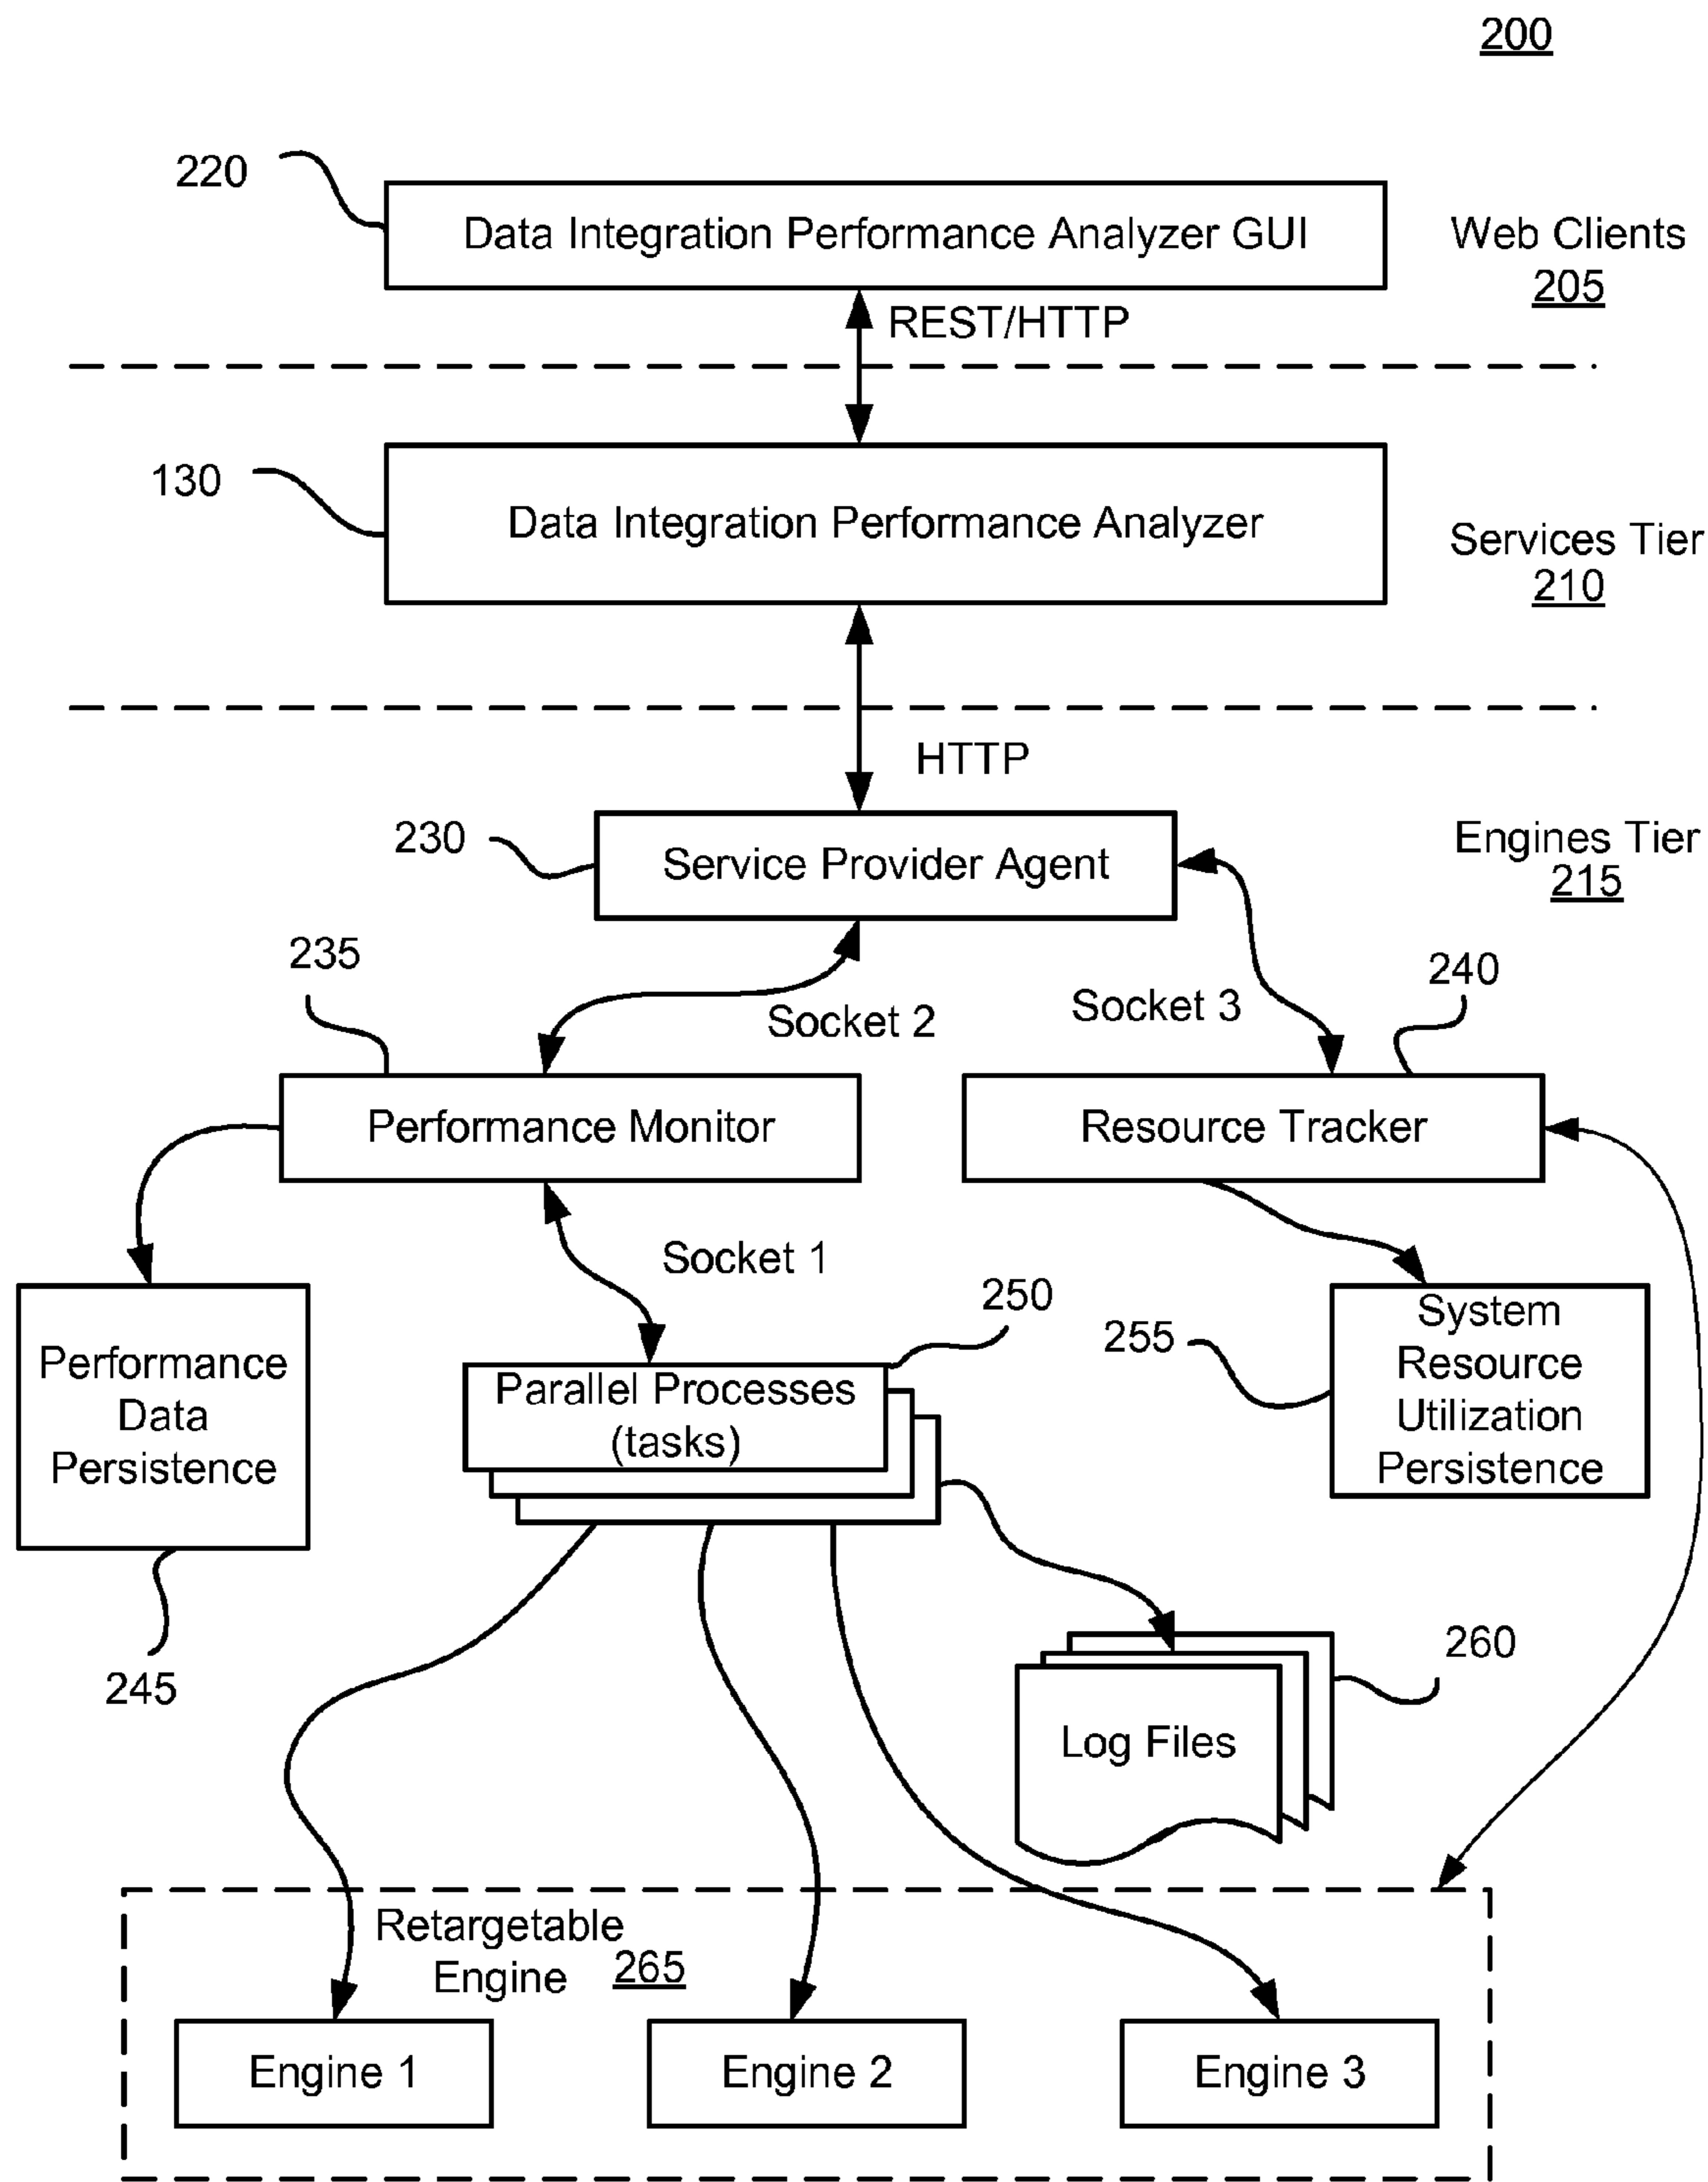 200
220
Data Integration Performance Analyzer GUI
Web Clients
205
REST/HTTP
130
Data Integration Performance Analyzer
Services Tier
210
HTTP
230
Service Provider Agent
Engines Tier
215
235
240
Socket 2
Socket 3
Performance Monitor
Resource Tracker
Socket 1
250
255
System
Resource
Utilization
Persistence
Performance
Data
Persistence
Parallel Processes
(tasks)
245
260
Log Files
Retargetable
Engine
265
Engine 1
Engine 2
Engine 3